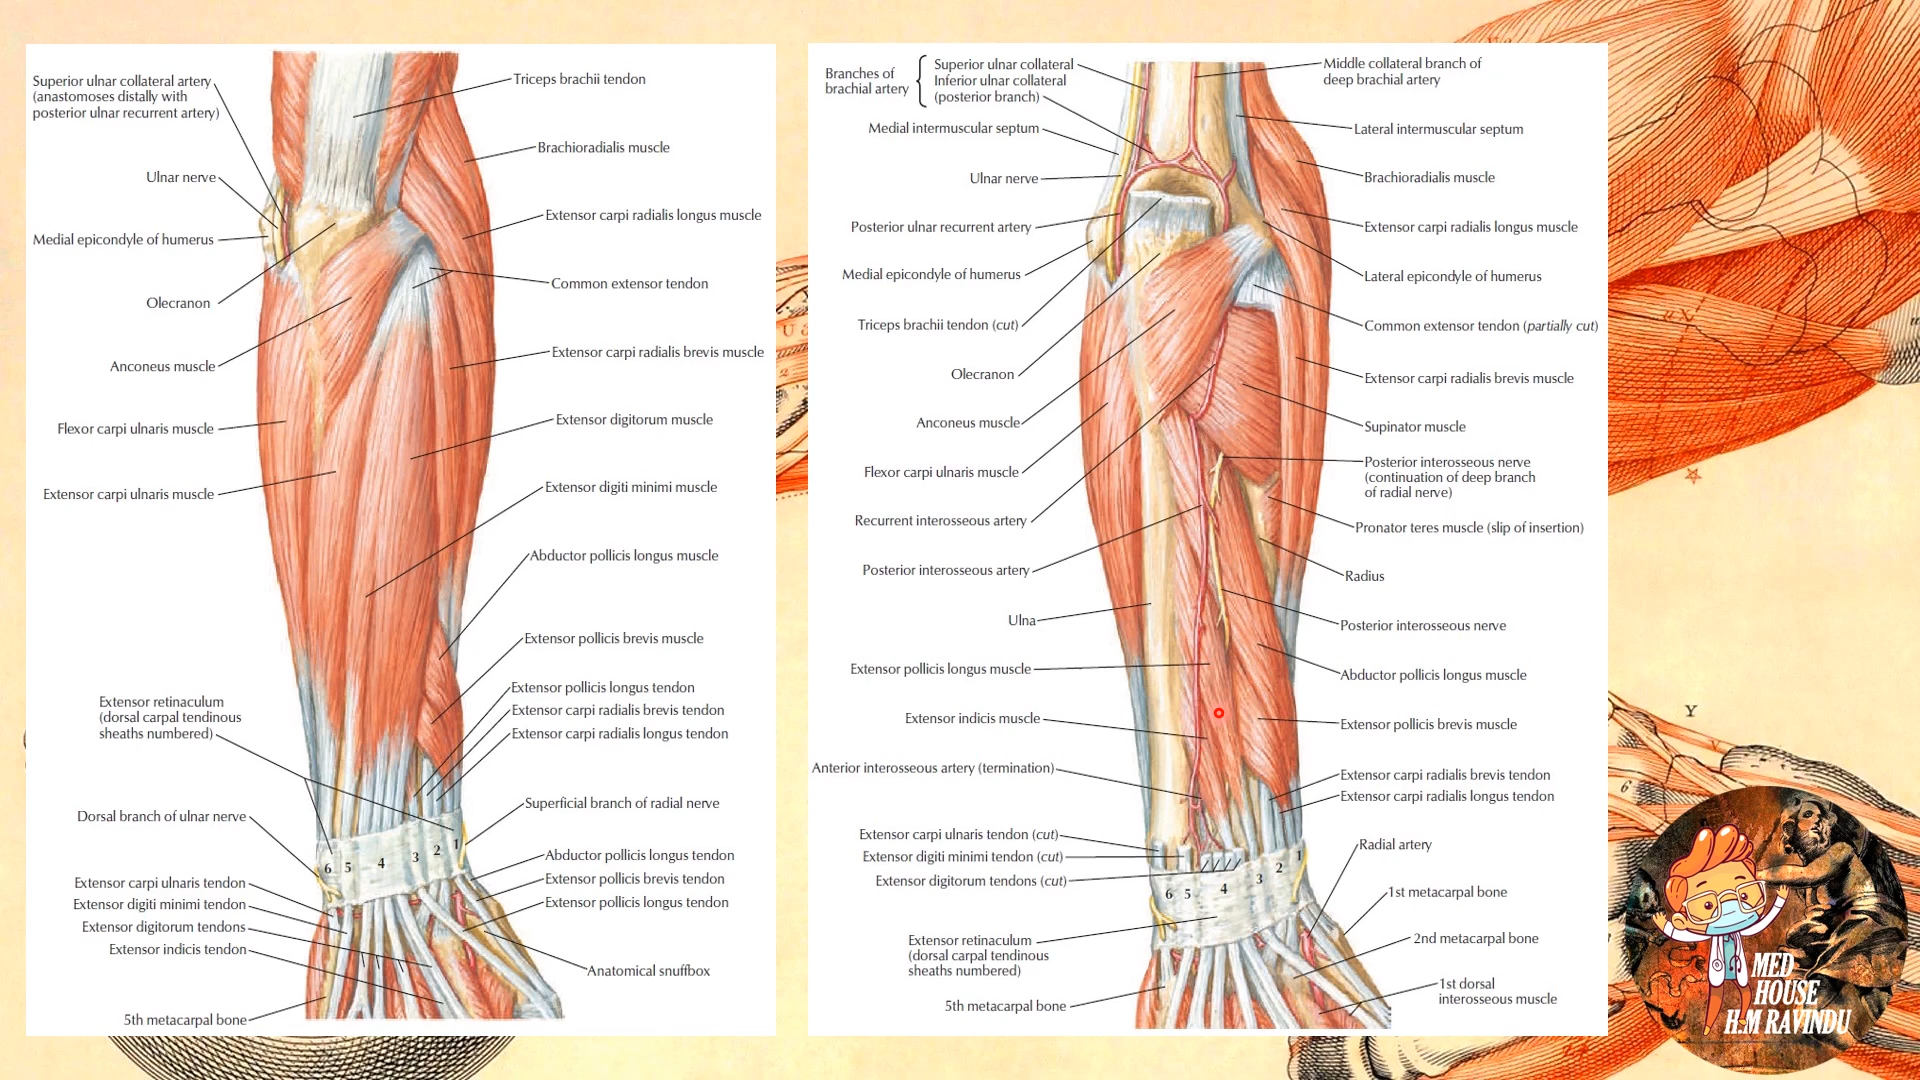 Superior ulnar collateral artery
(anastomoses distally with
posterior ulnar recurrent artery)
Ulnar nerve
Medial epicondyle of humerus
Olecranon
Anconeus muscle
Flexor carpi ulnaris muscle
Extensor carpi ulnaris muscle
Extensor retinaculum
(dorsal carpal tendinous
sheaths numbered)
Dorsal branch of ulnar nerve
Extensor carpi ulnaris tendon
Extensor digiti minimi tendon
Extensor digitorum tendons
Extensor indicis tendon
5th metacarpal bone
Triceps brachii tendon
Brachioradialis muscle
Extensor carpi radialis longus muscle
Common extensor tendon
Extensor carpi radialis brevis muscle
Extensor digitorum muscle
Extensor digiti minimi muscle
Abductor pollicis longus muscle
Extensor pollicis brevis muscle
Extensor pollicis longus tendon
Extensor carpi radialis brevis tendon
Extensor carpi radialis longus tendon
Superficial branch of radial nerve
Abductor pollicis longus tendon
Extensor pollicis brevis tendon
Extensor pollicis longus tendon
Anatomical snuffbox
6 5 4 3 2 1
Branches of
brachial artery
Superior ulnar collateral
Inferior ulnar collateral
(posterior branch)
Medial intermuscular septum
Ulnar nerve
Posterior ulnar recurrent artery
Medial epicondyle of humerus
Triceps brachii tendon (cut)
Olecranon
Anconeus muscle
Flexor carpi ulnaris muscle
Recurrent interosseous artery
Posterior interosseous artery
Ulna
Extensor pollicis longus muscle
Extensor indicis muscle
Anterior interosseous artery (termination)
Extensor carpi ulnaris tendon (cut)
Extensor digiti minimi tendon (cut)
Extensor digitorum tendons (cut)
Extensor retinaculum
(dorsal carpal tendinous
sheaths numbered)
5th metacarpal bone
Middle collateral branch of
deep brachial artery
Lateral intermuscular septum
Brachioradialis muscle
Extensor carpi radialis longus muscle
Lateral epicondyle of humerus
Common extensor tendon (partially cut)
Extensor carpi radialis brevis muscle
Supinator muscle
Posterior interosseous nerve
(continuation of deep branch
of radial nerve)
Pronator teres muscle (slip of insertion)
Radius
Posterior interosseous nerve
Abductor pollicis longus muscle
Extensor pollicis brevis muscle
Extensor carpi radialis brevis tendon
Extensor carpi radialis longus tendon
Radial artery
1st metacarpal bone
2nd metacarpal bone
1st dorsal
interosseous muscle
6 5 4 3 2 1
Y
MED
HOUSE
H.M RAVINDU